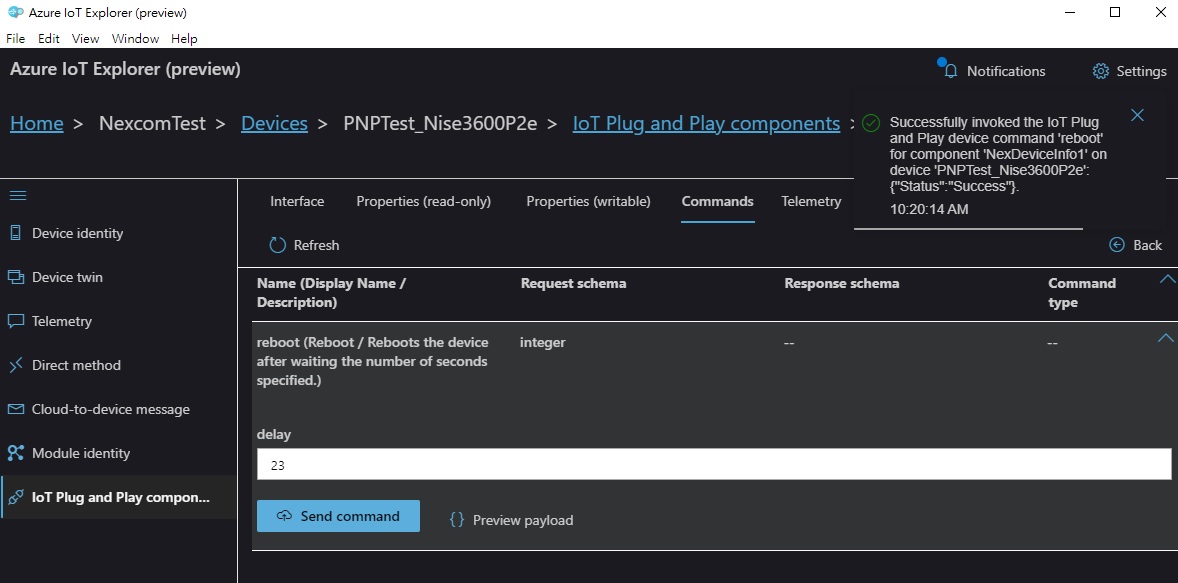 Azure IoT Explorer (preview)
File Edit View Window Help
Azure IoT Explorer (preview)
Notifications
Settings
Home > NexcomTest > Devices > PNPTest_Nise3600P2e > IoT Plug and Play components >
Successfully invoked the IoT Plug
and Play device command 'reboot'
for component 'NexDeviceInfo1' on
device 'PNPTest_Nise3600P2e':
{"Status":"Success"}.
10:20:14 AM
Device identity
Device twin
Telemetry
Direct method
Cloud-to-device message
Module identity
IoT Plug and Play compon...
Interface Properties (read-only) Properties (writable) Commands Telemetry
Refresh
Back
Name (Display Name / Description) Request schema Response schema Command type
reboot (Reboot / Reboots the device integer -- --
after waiting the number of seconds
specified.)
delay
23
Send command
{} Preview payload